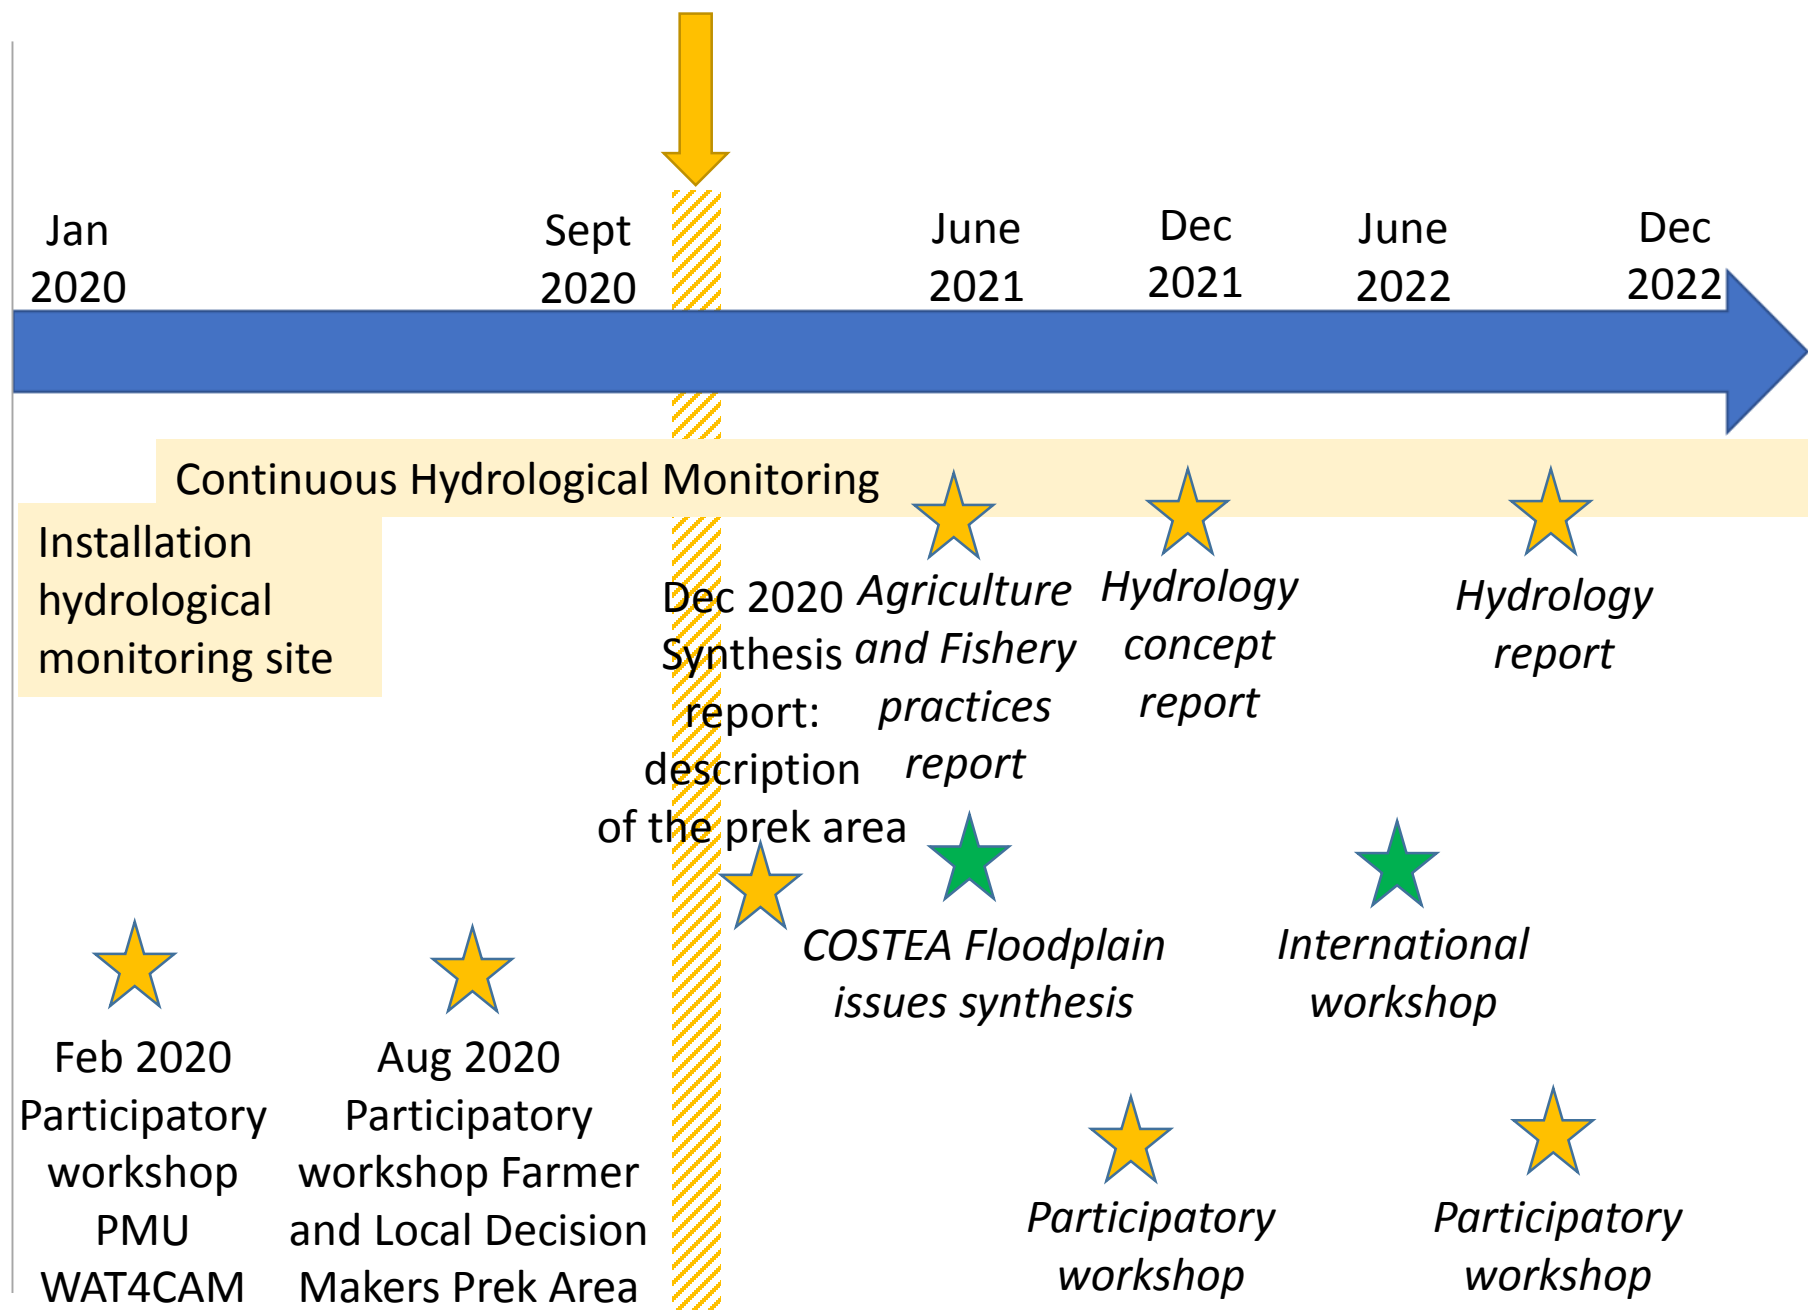 Jan
2020
Sept
2020
June
2021
Dec
2021
June
2022
Dec
2022
Continuous Hydrological Monitoring
Installation
hydrological
monitoring site
Dec 2020
Synthesis
report:
description
of the prek area
Agriculture
and Fishery
practices
report
Hydrology
concept
report
Hydrology
report
COSTEA Floodplain
issues synthesis
International
workshop
Feb 2020
Participatory
workshop
PMU
WAT4CAM
Aug 2020
Participatory
workshop Farmer
and Local Decision
Makers Prek Area
Participatory
workshop
Participatory
workshop